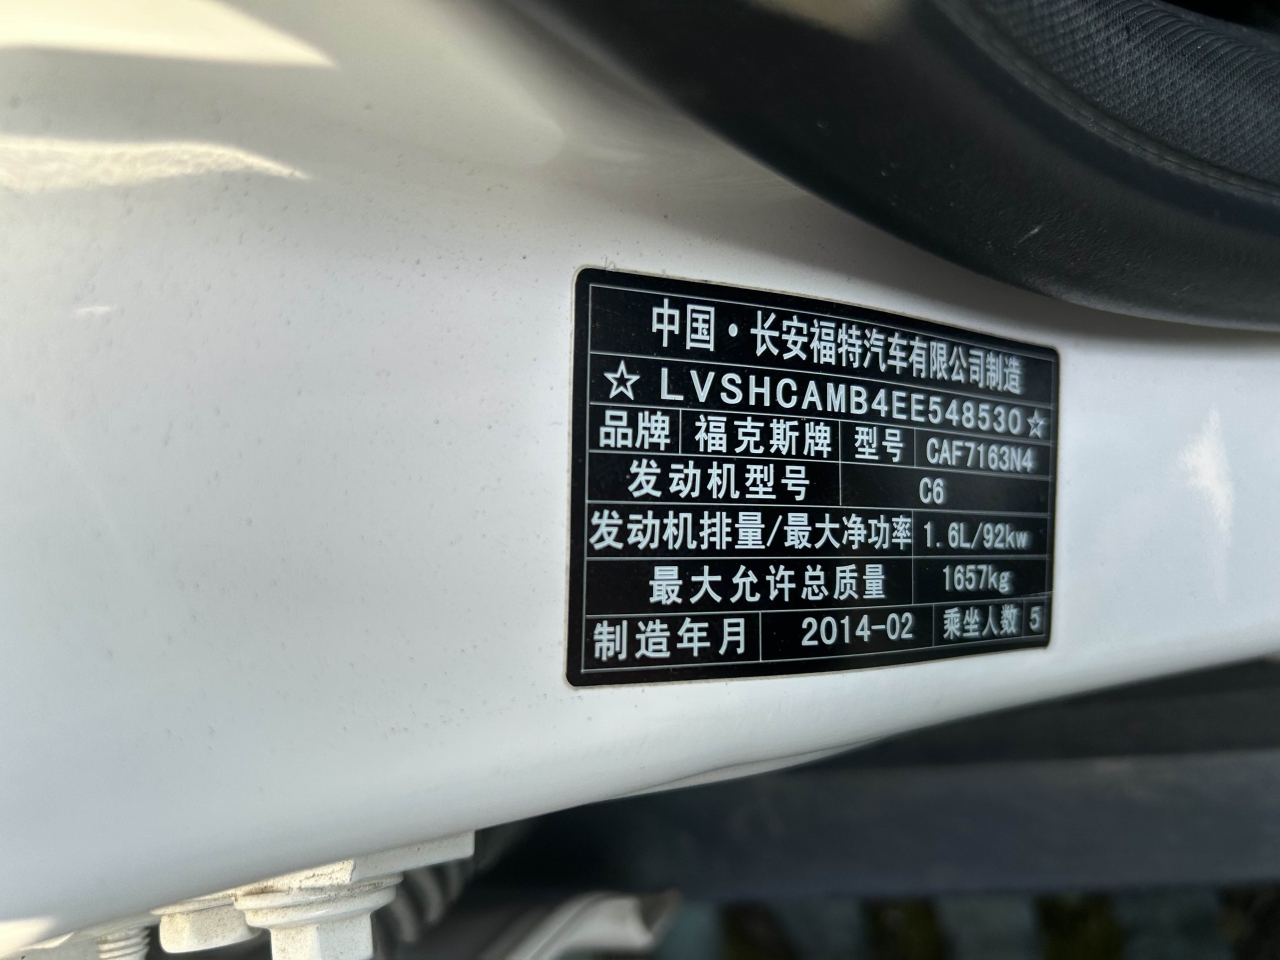 中国·长安福特汽车有限公司制造
☆LVSHCAMB4EE548530☆
品牌 福克斯牌 型号 CAF7163N4
发动机型号 C6
发动机排量/最大净功率 1.6L/92kw
最大允许总质量 1657kg
制造年月 2014-02 乘坐人数 5